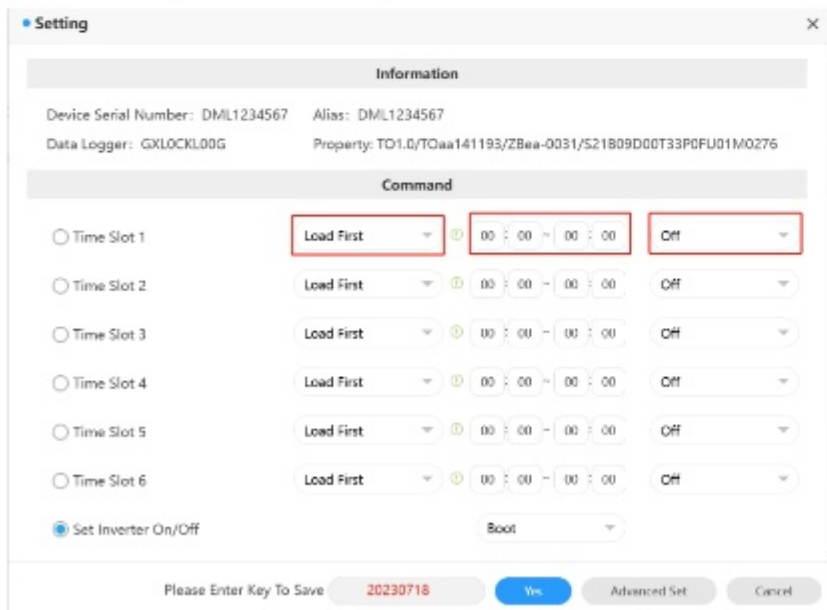 Setting
Information
Device Serial Number: DML1234567 Alias: DML1234567
Data Logger: GXL0CKL00G Property: TO1.0/TOaa141193/ZBea-0031/S21B09D00T33P0FU01M0276
Command
Time Slot 1 Load First 00 : 00 ~ 00 : 00 Off
Time Slot 2 Load First 00 : 00 ~ 00 : 00 Off
Time Slot 3 Load First 00 : 00 ~ 00 : 00 Off
Time Slot 4 Load First 00 : 00 ~ 00 : 00 Off
Time Slot 5 Load First 00 : 00 ~ 00 : 00 Off
Time Slot 6 Load First 00 : 00 ~ 00 : 00 Off
Set Inverter On/Off Boot
Please Enter Key To Save 20230718 Yes Advanced Set Cancel